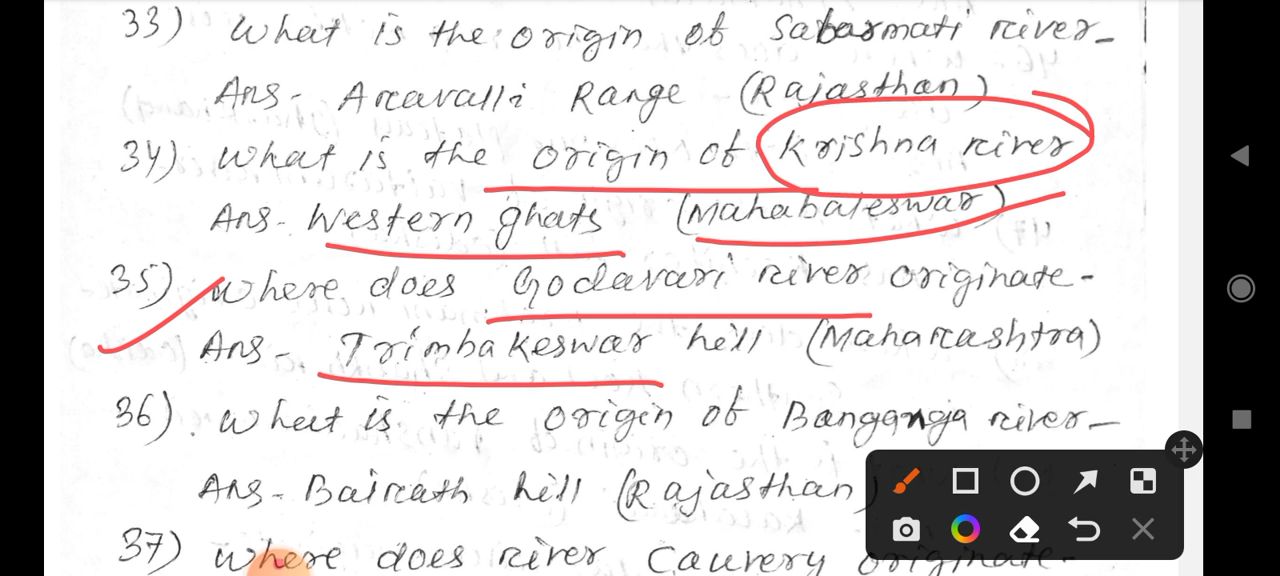 33) What is the origin of Sabarmati river-
Ans- Aravalli Range (Rajasthan)
34) What is the origin of Krishna river
Ans- Western ghats (Mahabaleswar)
35) Where does Godavari river originate-
Ans- Trimbakeswar hill (Maharashtra)
36). What is the origin of Banganga river-
Ans- Bairath hill (Rajasthan)
37) Where does river Cauvery originate-